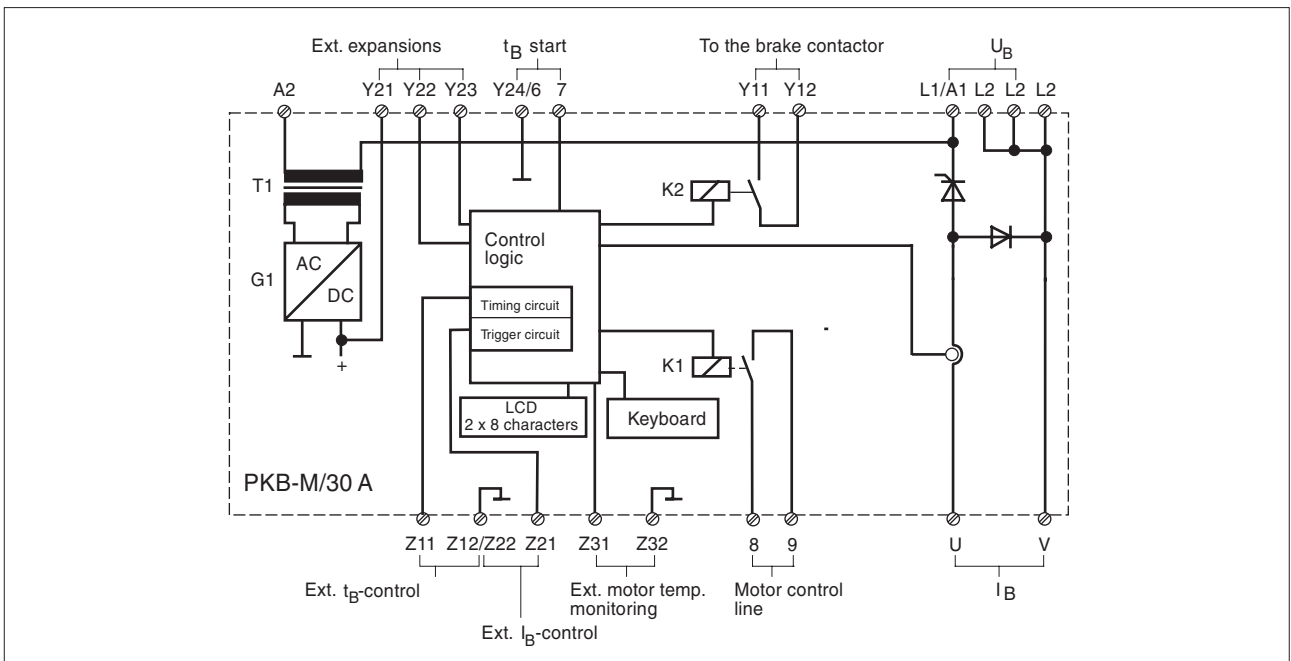 Ext. expansions
tB start
To the brake contactor
UB
A2
Y21
Y22
Y23
Y24/6
7
Y11
Y12
L1/A1
L2
L2
L2
T1
K2
Control
logic
AC
DC
G1
Timing circuit
Trigger circuit
+
K1
LCD
2 x 8 characters
Keyboard
PKB-M/30 A
Z11
Z12/Z22
Z21
Z31
Z32
8
9
U
V
Ext. tB-control
Ext. motor temp.
monitoring
Motor control
line
IB
Ext. IB-control